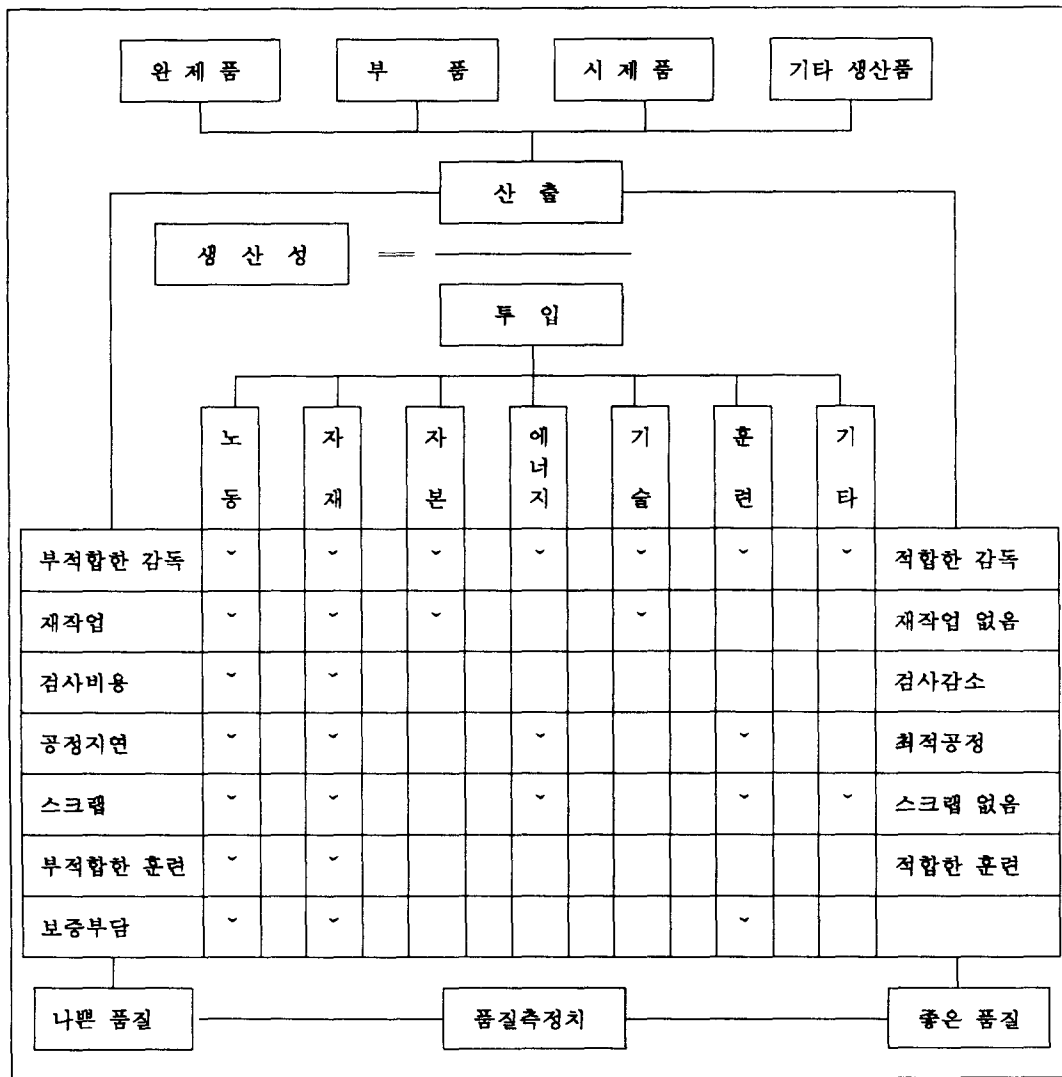 완 제 품 부 품 시 제 품 기타 생산품
산 출
생 산 성 =
투 입
노동 자재 자본 에너지 기술 훈련 기타
부적합한 감독 ˇ ˇ ˇ ˇ ˇ ˇ ˇ 적합한 감독
재작업 ˇ ˇ ˇ ˇ 재작업 없음
검사비용 ˇ ˇ 검사감소
공정지연 ˇ ˇ ˇ ˇ 최적공정
스크랩 ˇ ˇ ˇ ˇ ˇ 스크랩 없음
부적합한 훈련 ˇ ˇ 적합한 훈련
보증부담 ˇ ˇ ˇ
나쁜 품질 품질측정치 좋은 품질